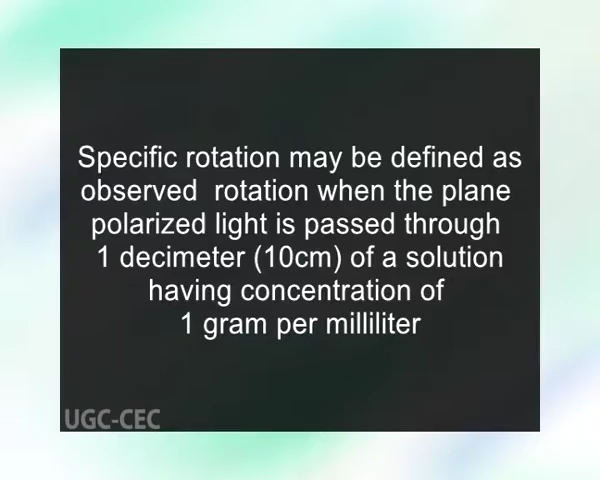 Specific rotation may be defined as
observed rotation when the plane
polarized light is passed through
1 decimeter (10cm) of a solution
having concentration of
1 gram per milliliter
UGC-CEC